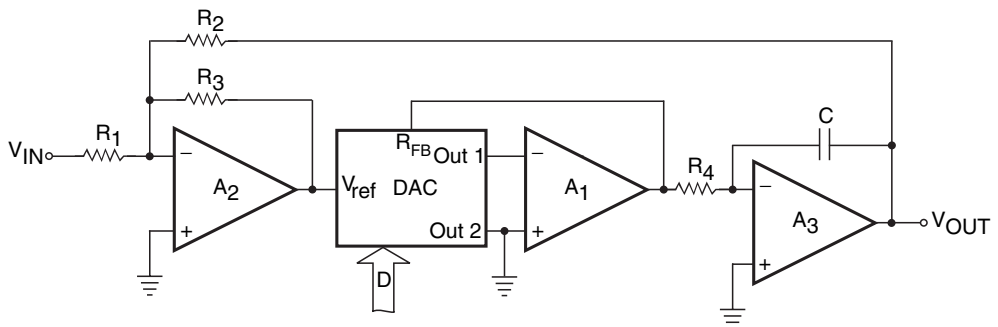 R2
R3
R1
C
VIN
−
A2
+
RFB
Out 1
Vref
DAC
Out 2
D
−
A1
+
R4
−
A3
+
VOUT